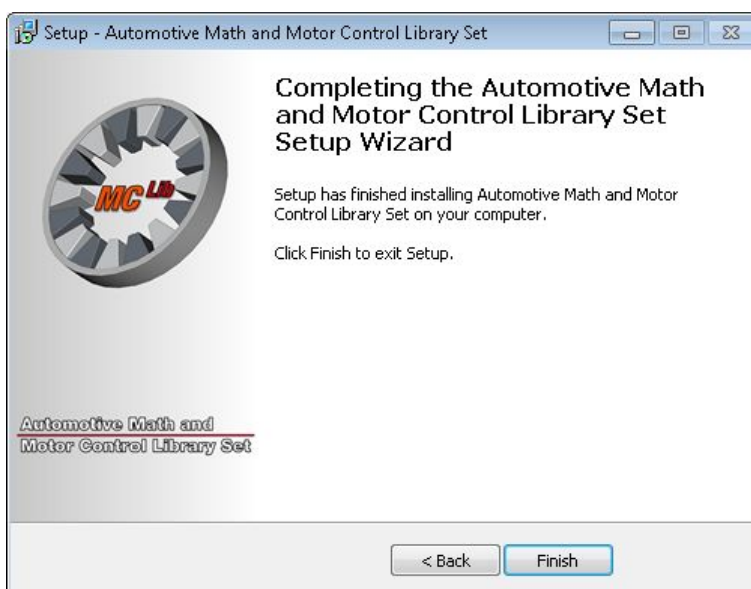 Setup - Automotive Math and Motor Control Library Set
Completing the Automotive Math
and Motor Control Library Set
Setup Wizard
Setup has finished installing Automotive Math and Motor
Control Library Set on your computer.
Click Finish to exit Setup.
MC Lib
Automotive Math and
Motor Control Library Set
< Back
Finish